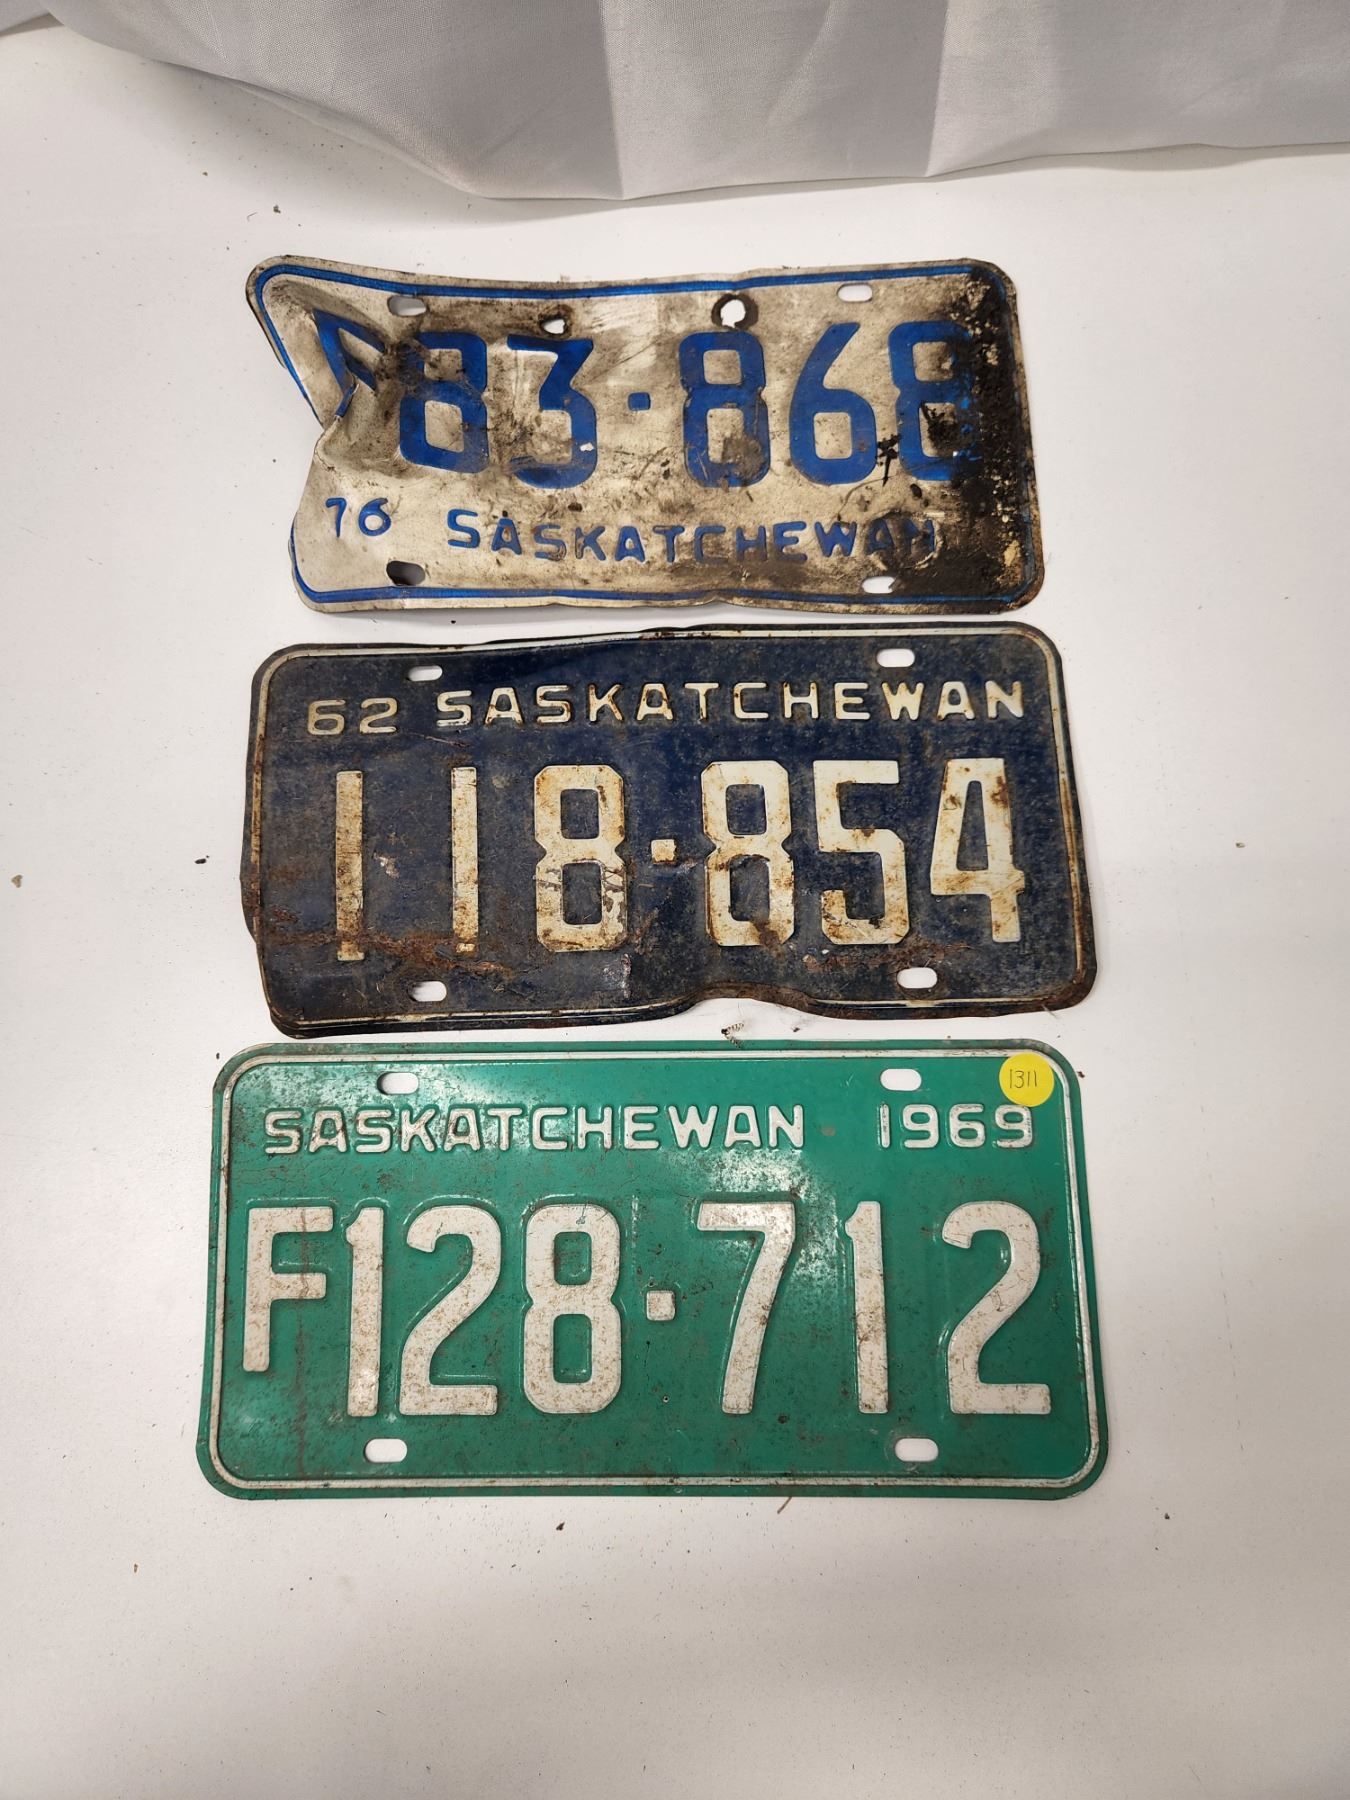 F83-868
76 SASKATCHEWAN
62 SASKATCHEWAN
118-854
1311
SASKATCHEWAN 1969
F128-712